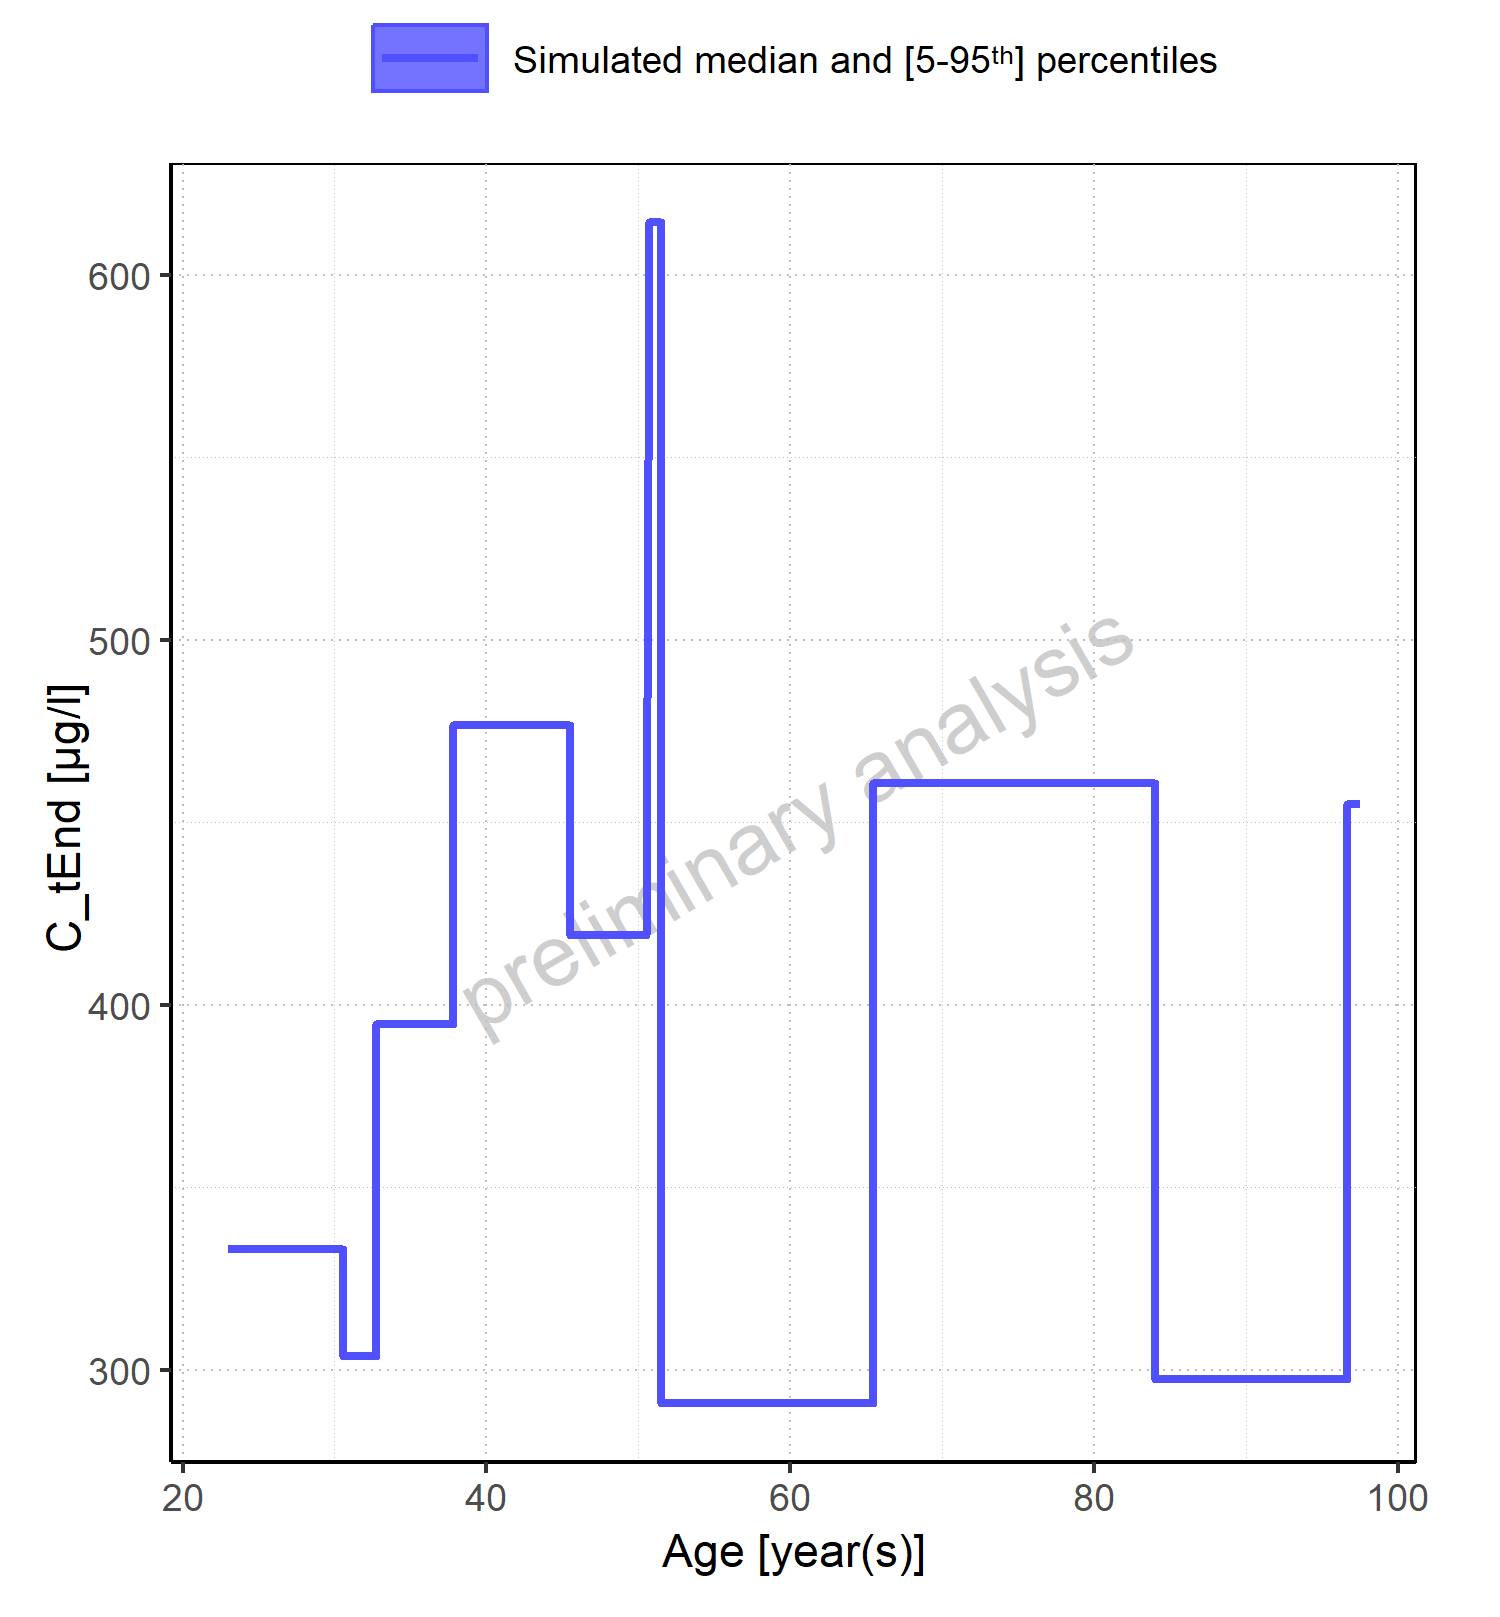 Simulated median and [5-95th] percentiles
600
500
400
300
C_tEnd [µg/l]
preliminary analysis
20 40 60 80 100
Age [year(s)]